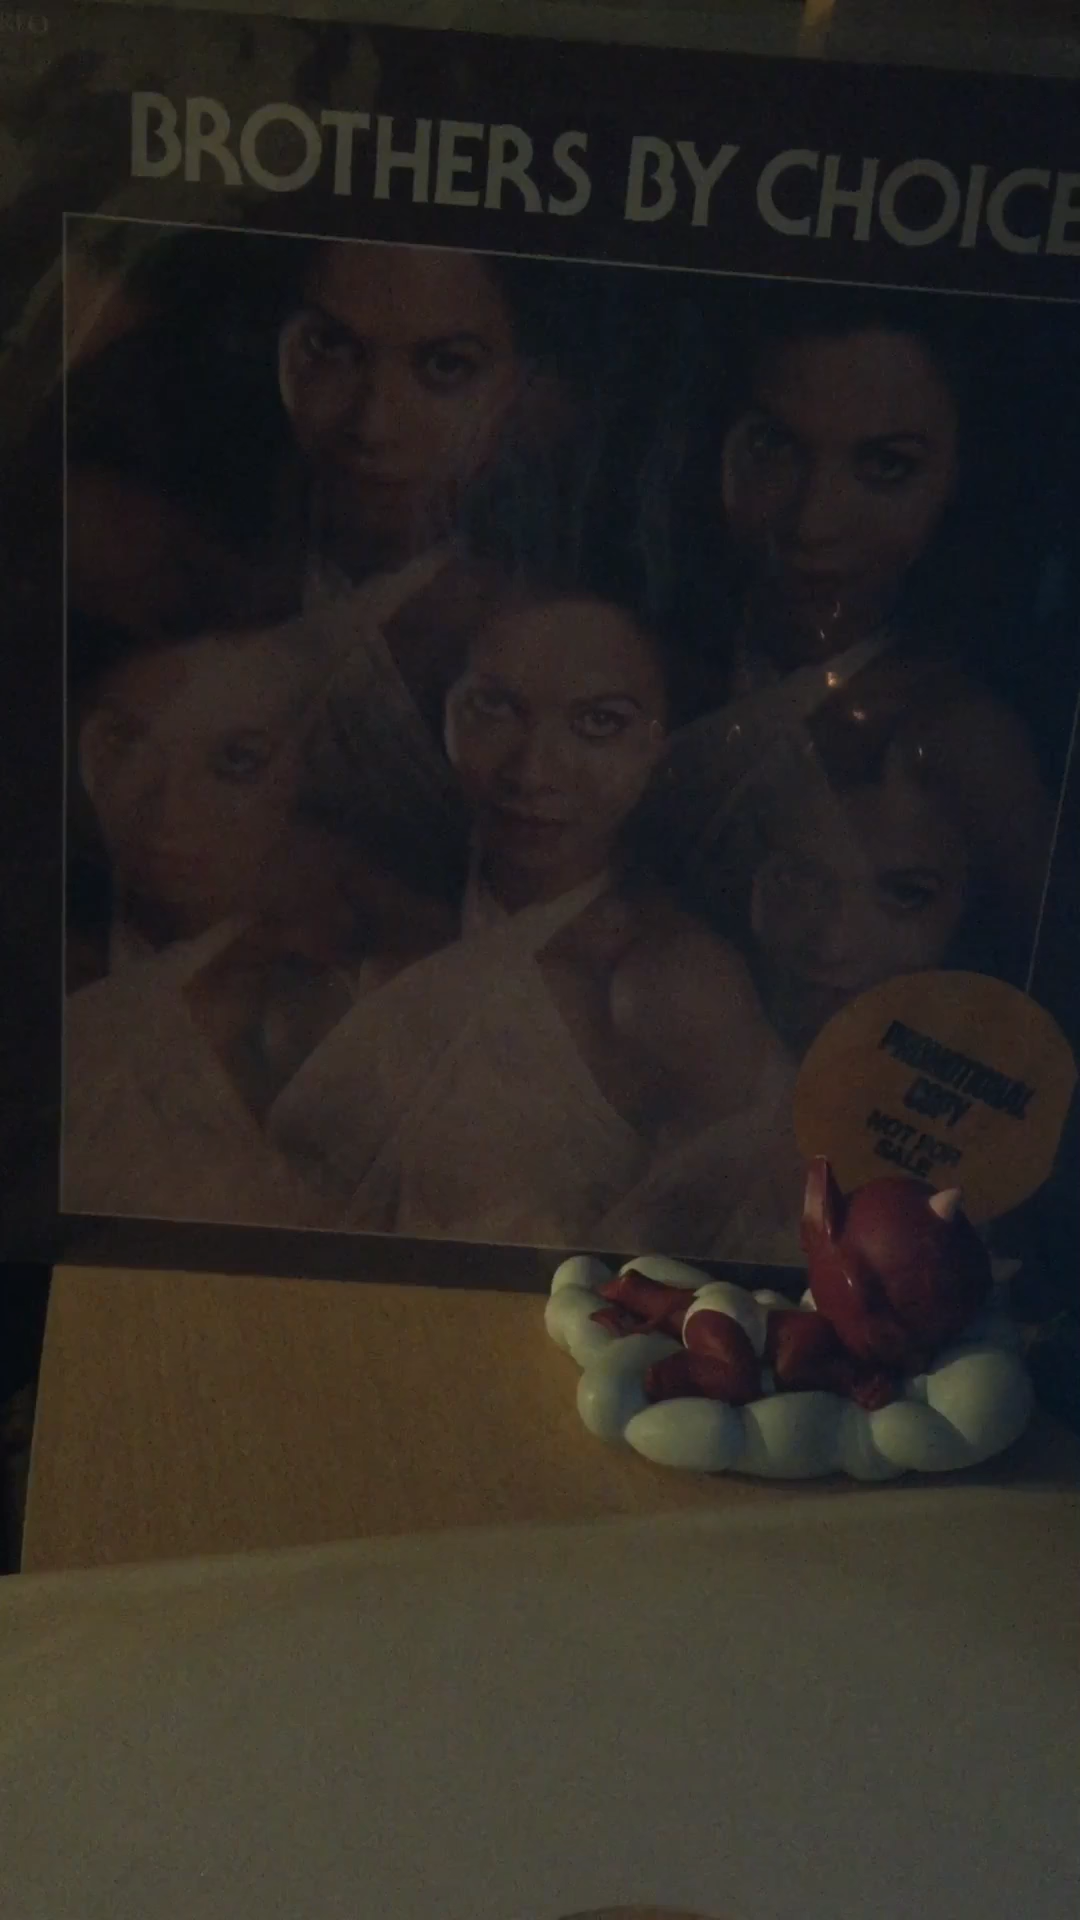 BROTHERS BY CHOICE
PROMOTIONAL
COPY
NOT FOR
SALE